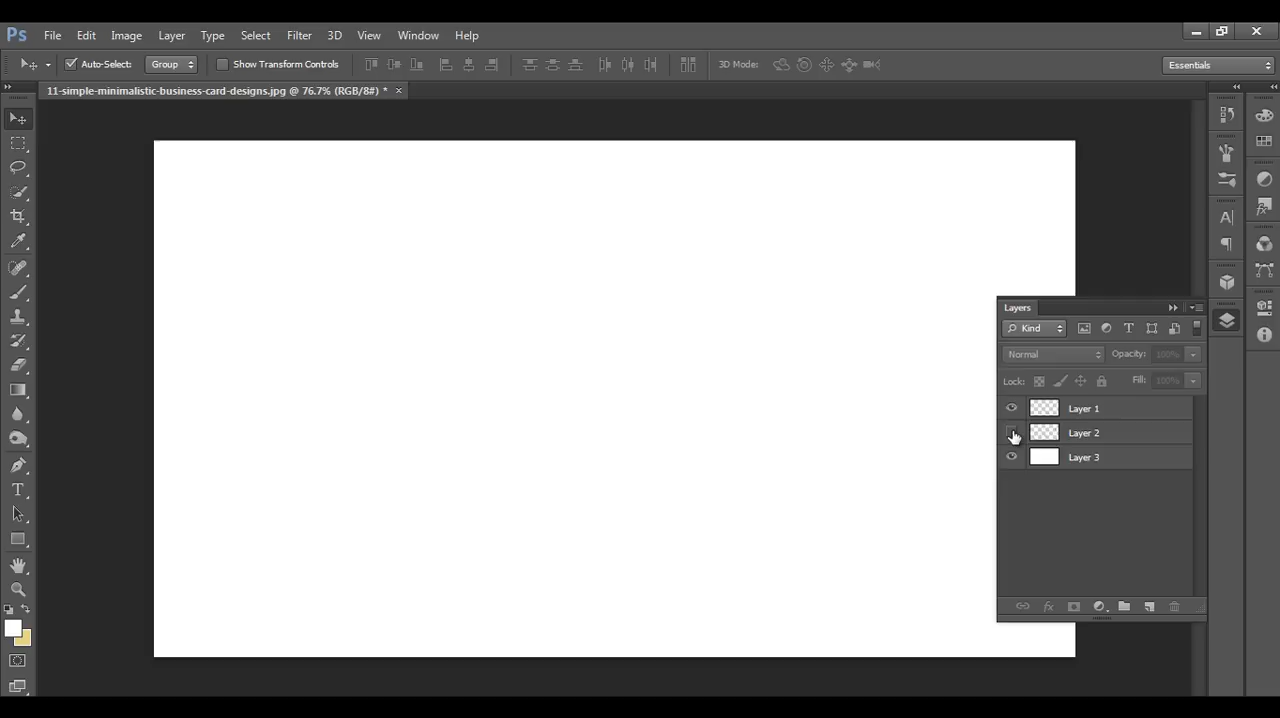 Ps File Edit Image Layer Type Select Filter 3D View Window Help
Auto-Select: Group Show Transform Controls 3D Mode: Essentials
11-simple-minimalistic-business-card-designs.jpg @ 76.7% (RGB/8#) * ×
Layers
Kind
Normal Opacity: 100%
Lock: Fill: 100%
Layer 1
Layer 2
Layer 3